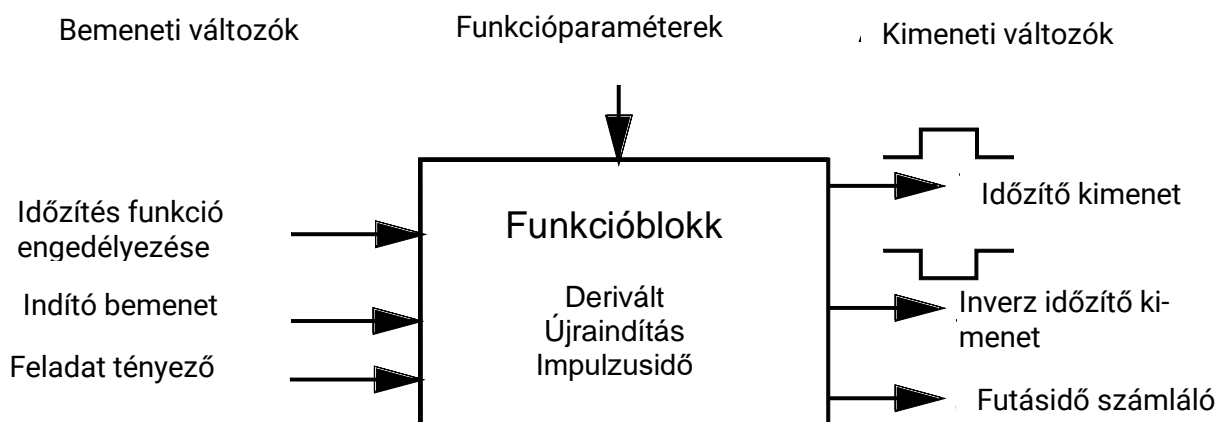 Bemeneti változók
Funkcióparaméterek
Kimeneti változók
Időzítés funkció
engedélyezése
Indító bemenet
Feladat tényező
Funkcióblokk
Derivált
Újraindítás
Impulzusidő
Időzítő kimenet
Inverz időzítő ki-
menet
Futásidő számláló